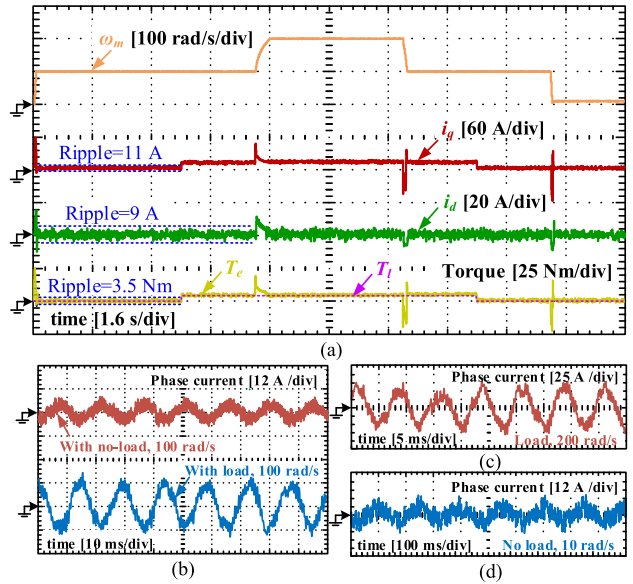 ωm [100 rad/s/div]
iq [60 A/div]
Ripple=11 A
Ripple=9 A
id [20 A/div]
Te
Tl
Torque [25 Nm/div]
Ripple=3.5 Nm
time [1.6 s/div]
(a)
Phase current [12 A /div]
With no-load, 100 rad/s
With load, 100 rad/s
time [10 ms/div]
(b)
Phase current [25 A /div]
time [5 ms/div]
Load, 200 rad/s
(c)
Phase current [12A /div]
time [100 ms/div]
No load, 10 rad/s
(d)